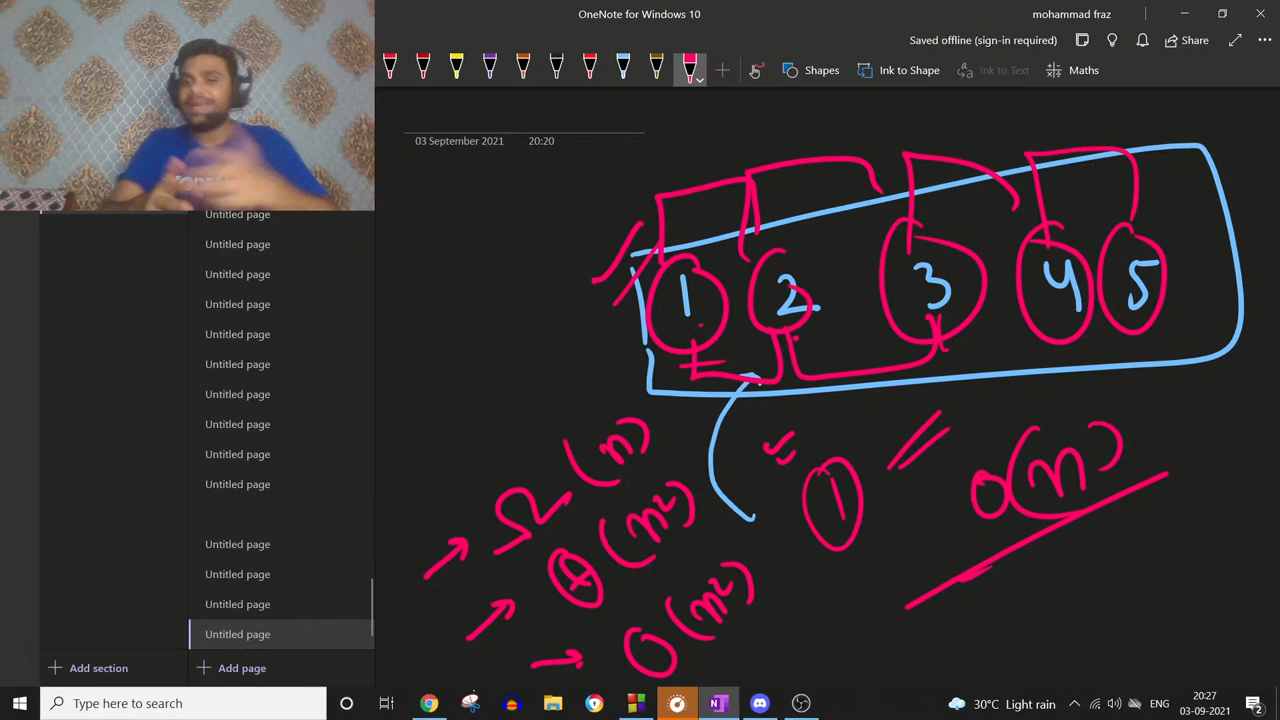 OneNote for Windows 10
mohammad fraz
Saved offline (sign-in required)
Share
Shapes
Ink to Shape
Ink to Text
Maths
03 September 2021 20:20
1 2 3 4 5
Untitled page
Untitled page
Untitled page
Untitled page
Untitled page
Untitled page
Untitled page
Untitled page
Untitled page
Untitled page
Untitled page
Untitled page
Untitled page
Untitled page
Ω(n)
1
O(n)
(n²)
O(n²)
Add section
Add page
Type here to search
30°C Light rain
ENG
20:27
03-09-2021
2